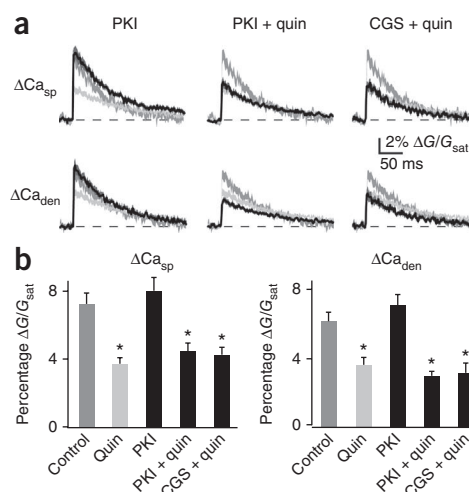 a
PKI
PKI + quin
CGS + quin
ΔCasp
2% ΔG/Gsat
50 ms
ΔCaden
b
ΔCasp
Percentage ΔG/Gsat
8
4
0
*
*
*
Control
Quin
PKI
PKI + quin
CGS + quin
ΔCaden
Percentage ΔG/Gsat
8
4
0
*
*
*
Control
Quin
PKI
PKI + quin
CGS + quin